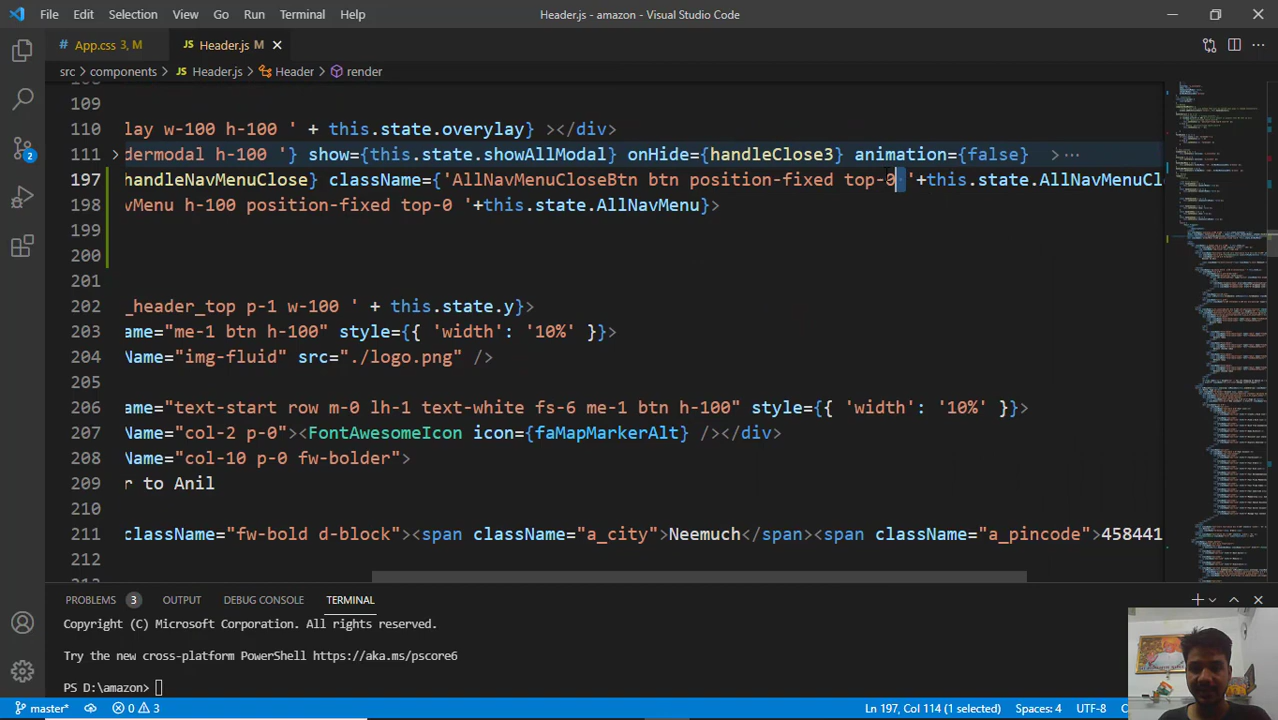 File Edit Selection View Go Run Terminal Help Header.js - amazon - Visual Studio Code
App.css 3, M JS Header.js M
src components JS Header.js Header render
109
110 lay w-100 h-100 ' + this.state.overylay} ></div>
111 dermodal h-100 '} show={this.state.showAllModal} onHide={handleClose3} animation={false} >…
197 handleNavMenuClose} className={'AllNavMenuCloseBtn btn position-fixed top-0 '+this.state.AllNavMenuCl
198 vMenu h-100 position-fixed top-0 '+this.state.AllNavMenu}>
199
200
201
202 _header_top p-1 w-100 ' + this.state.y}>
203 ame="me-1 btn h-100" style={{ 'width': '10%' }}>
204 Name="img-fluid" src="./logo.png" />
205
206 ame="text-start row m-0 lh-1 text-white fs-6 me-1 btn h-100" style={{ 'width': '10%' }}>
207 Name="col-2 p-0"><FontAwesomeIcon icon={faMapMarkerAlt} /></div>
208 Name="col-10 p-0 fw-bolder">
209 r to Anil
210
211 className="fw-bold d-block"><span className="a_city">Neemuch</span><span className="a_pincode">458441
212
PROBLEMS 3 OUTPUT DEBUG CONSOLE TERMINAL
Copyright (C) Microsoft Corporation. All rights reserved.
Try the new cross-platform PowerShell https://aka.ms/pscore6
PS D:\amazon>
2
master* 0 3 Ln 197, Col 114 (1 selected) Spaces: 4 UTF-8